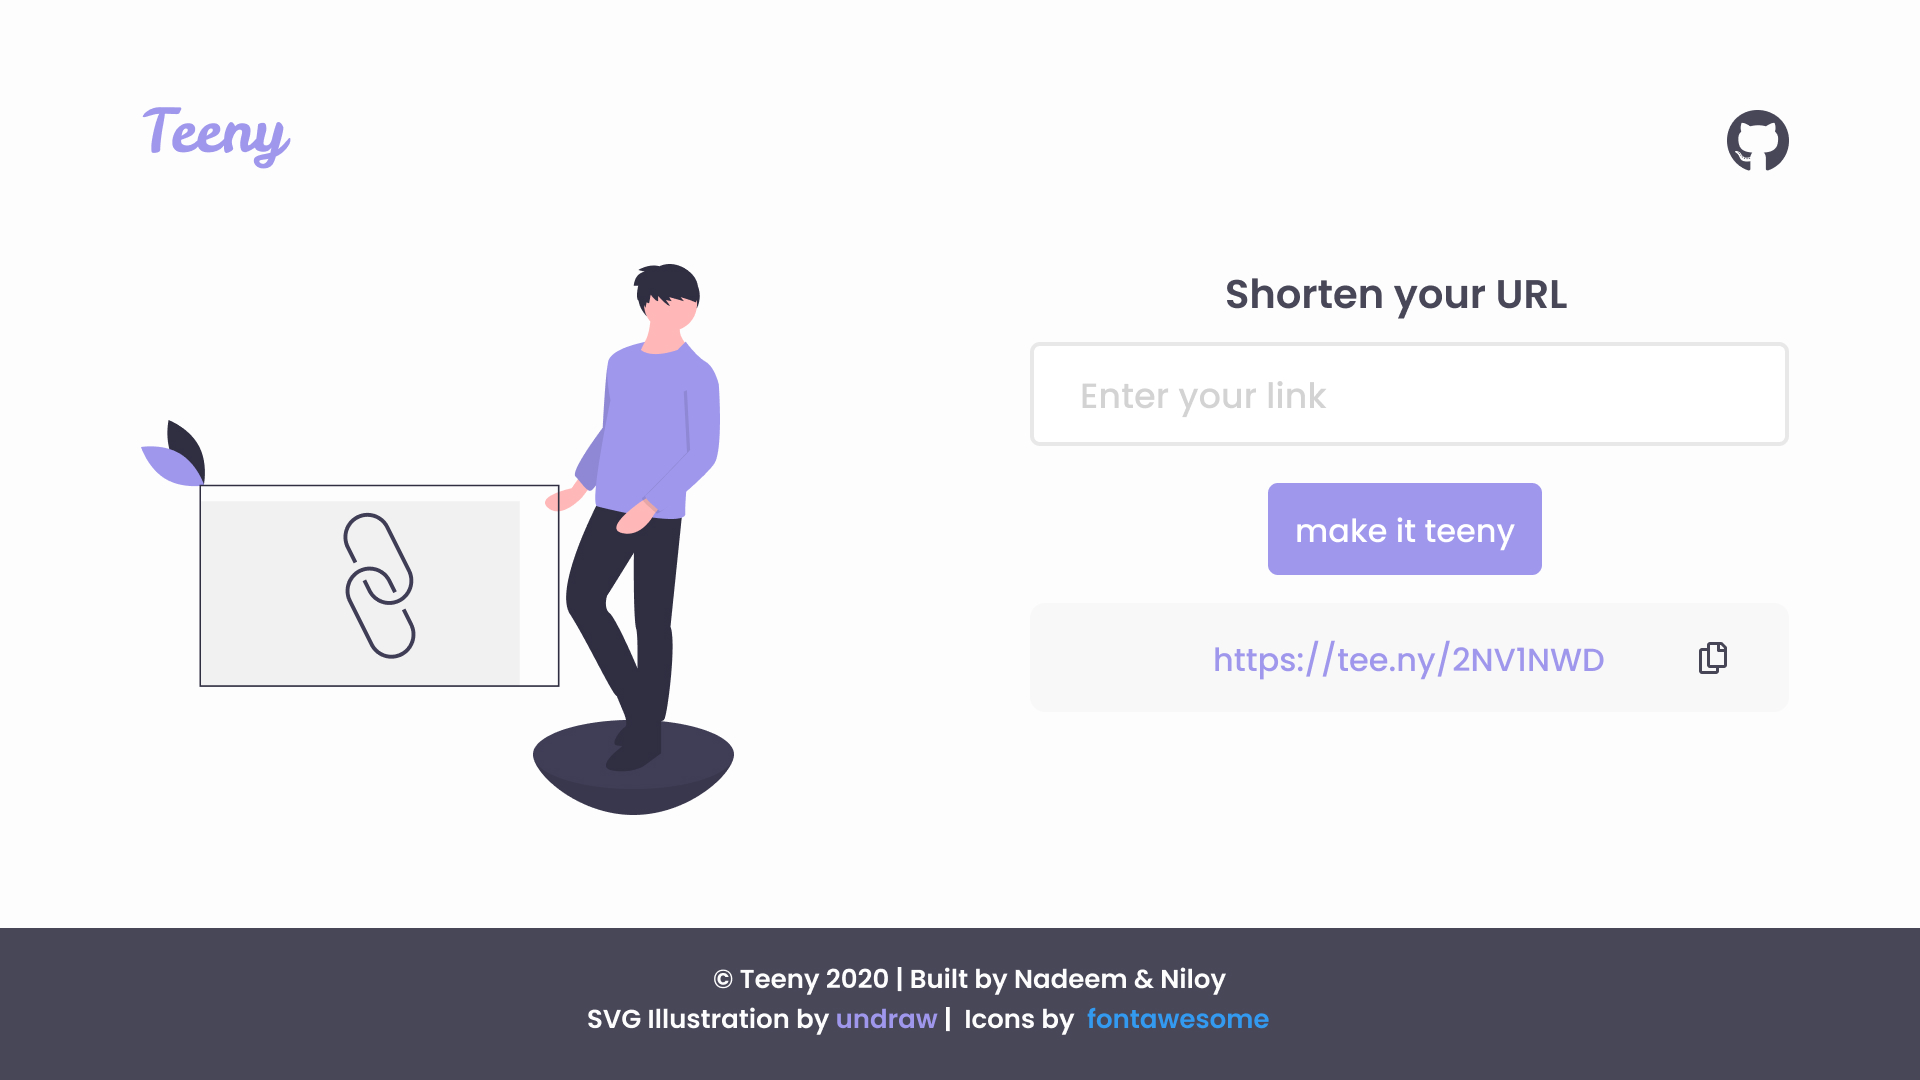 Teeny
Shorten your URL
Enter your link
make it teeny
https://tee.ny/2NV1NWD
© Teeny 2020 | Built by Nadeem & Niloy
SVG Illustration by undraw | Icons by fontawesome